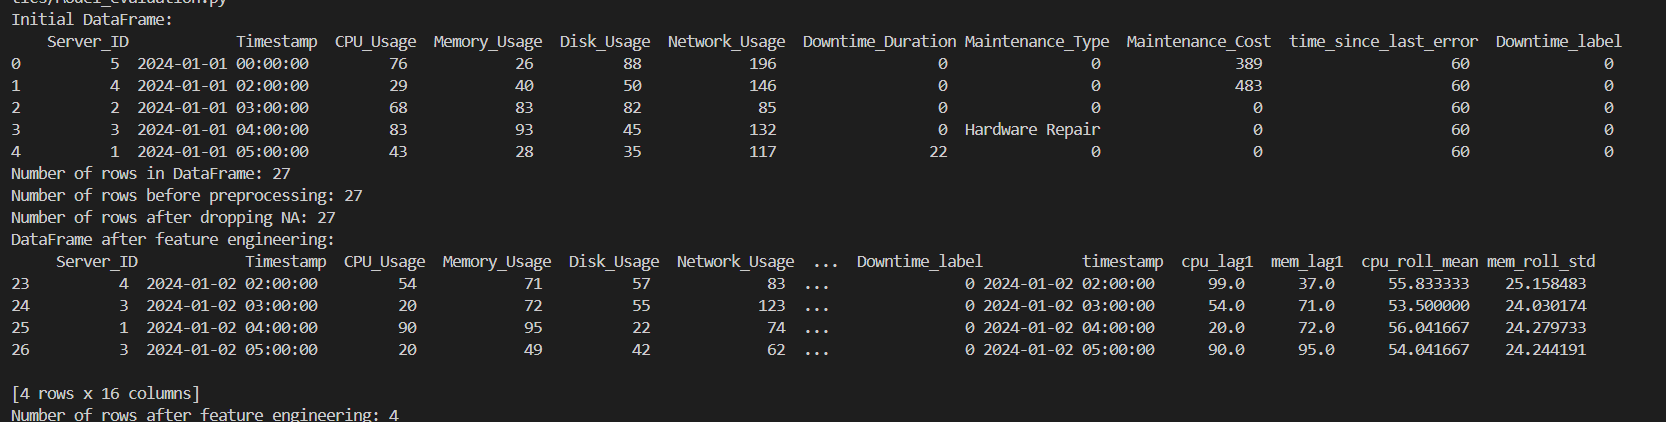 tics/Model_evaluation.py
Initial DataFrame:
Server_ID Timestamp CPU_Usage Memory_Usage Disk_Usage Network_Usage Downtime_Duration Maintenance_Type Maintenance_Cost time_since_last_error Downtime_label
0 5 2024-01-01 00:00:00 76 26 88 196 0 0 389 60 0
1 4 2024-01-01 02:00:00 29 40 50 146 0 0 483 60 0
2 2 2024-01-01 03:00:00 68 83 82 85 0 0 0 60 0
3 3 2024-01-01 04:00:00 83 93 45 132 0 Hardware Repair 0 60 0
4 1 2024-01-01 05:00:00 43 28 35 117 22 0 0 60 0
Number of rows in DataFrame: 27
Number of rows before preprocessing: 27
Number of rows after dropping NA: 27
DataFrame after feature engineering:
Server_ID Timestamp CPU_Usage Memory_Usage Disk_Usage Network_Usage ... Downtime_label timestamp cpu_lag1 mem_lag1 cpu_roll_mean mem_roll_std
23 4 2024-01-02 02:00:00 54 71 57 83 ... 0 2024-01-02 02:00:00 99.0 37.0 55.833333 25.158483
24 3 2024-01-02 03:00:00 20 72 55 123 ... 0 2024-01-02 03:00:00 54.0 71.0 53.500000 24.030174
25 1 2024-01-02 04:00:00 90 95 22 74 ... 0 2024-01-02 04:00:00 20.0 72.0 56.041667 24.279733
26 3 2024-01-02 05:00:00 20 49 42 62 ... 0 2024-01-02 05:00:00 90.0 95.0 54.041667 24.244191
[4 rows x 16 columns]
Number of rows after feature engineering: 4